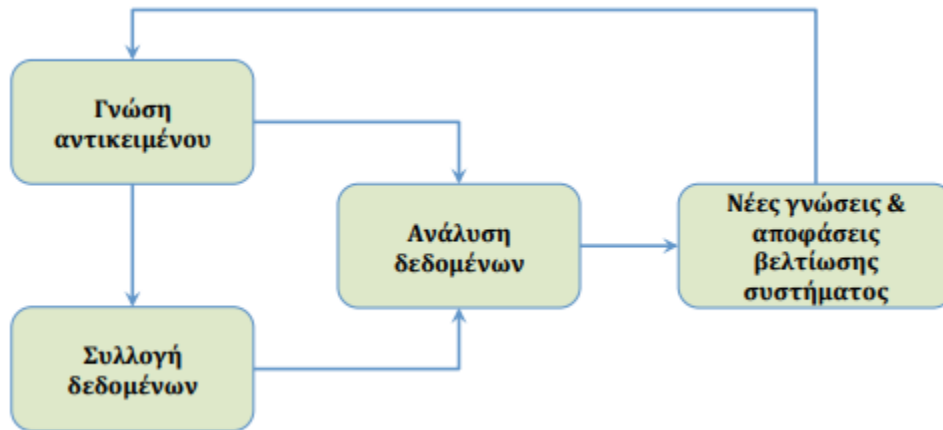 Γνώση
αντικειμένου
Ανάλυση
δεδομένων
Νέες γνώσεις &
αποφάσεις
βελτίωσης
συστήματος
Συλλογή
δεδομένων